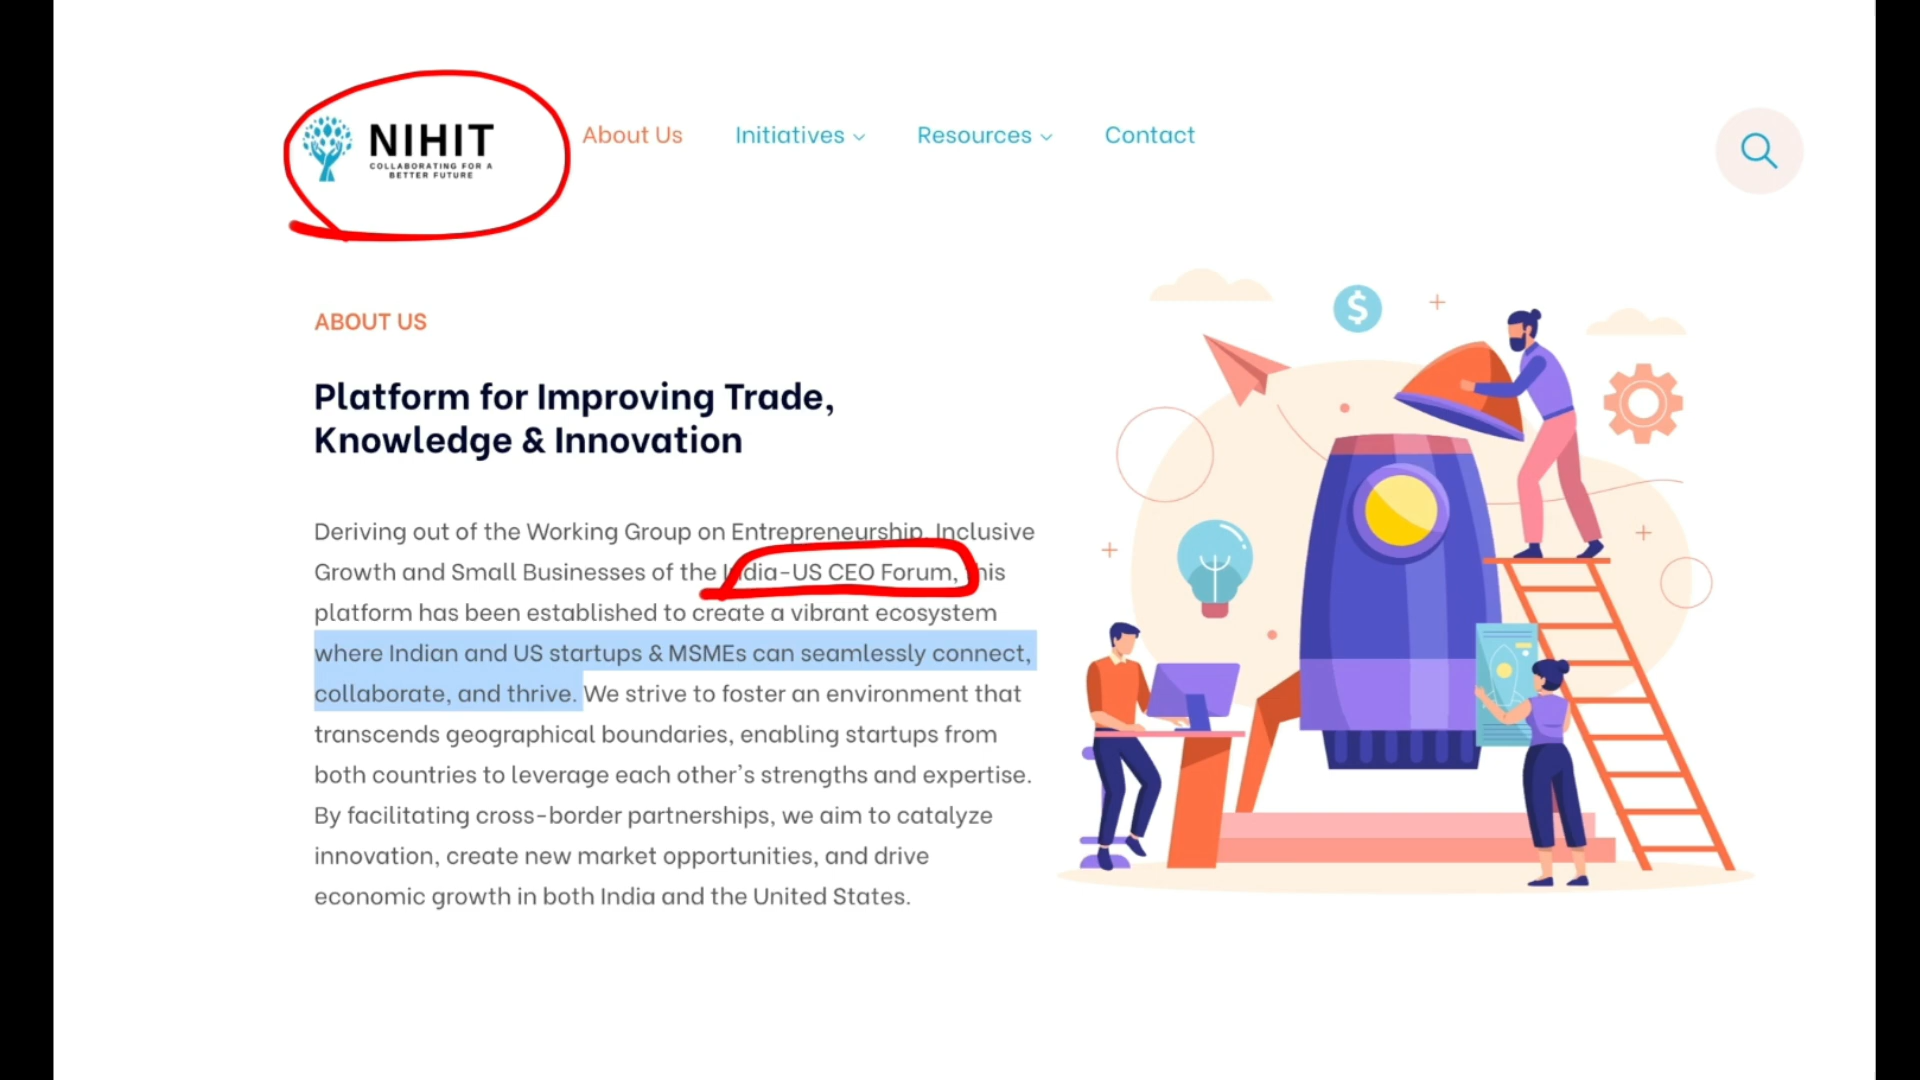 NIHIT
COLLABORATING FOR A
BETTER FUTURE
About Us
Initiatives
Resources
Contact
$
ABOUT US
Platform for Improving Trade,
Knowledge & Innovation
Deriving out of the Working Group on Entrepreneurship, Inclusive
Growth and Small Businesses of the India-US CEO Forum, this
platform has been established to create a vibrant ecosystem
where Indian and US startups & MSMEs can seamlessly connect,
collaborate, and thrive. We strive to foster an environment that
transcends geographical boundaries, enabling startups from
both countries to leverage each other's strengths and expertise.
By facilitating cross-border partnerships, we aim to catalyze
innovation, create new market opportunities, and drive
economic growth in both India and the United States.